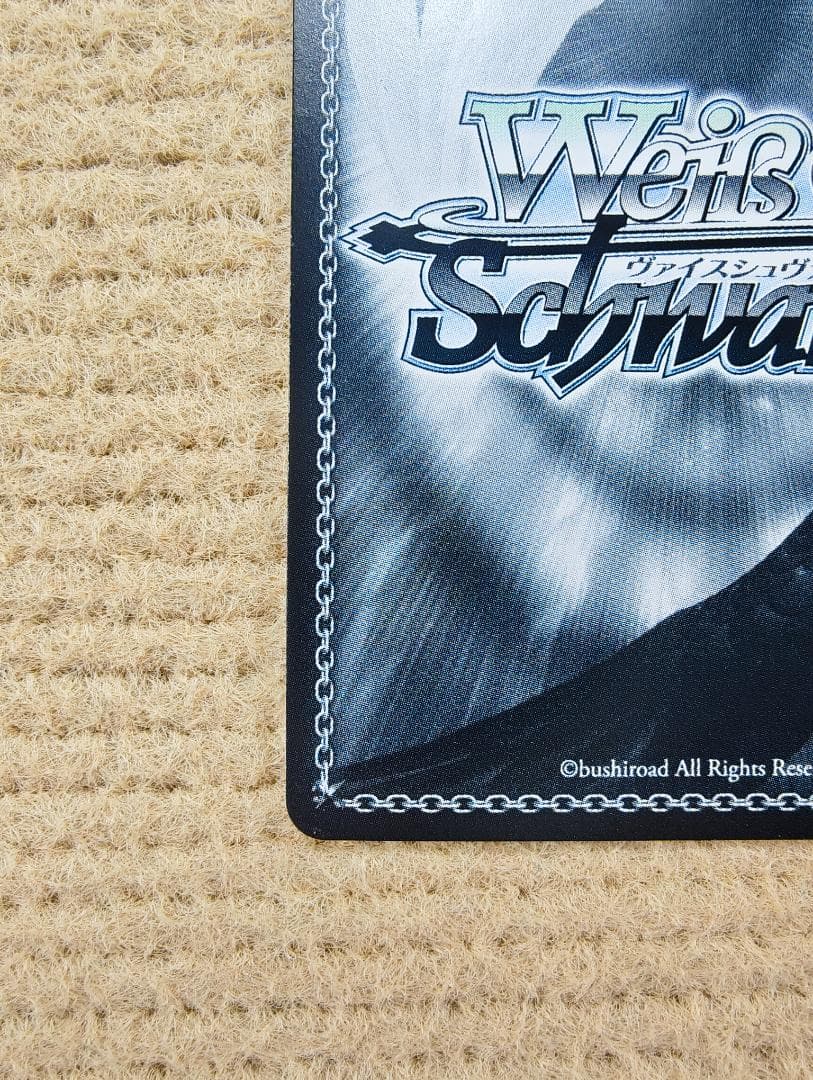 Weiß
ヴァイスシュヴ
Schwa
©bushiroad All Rights Rese